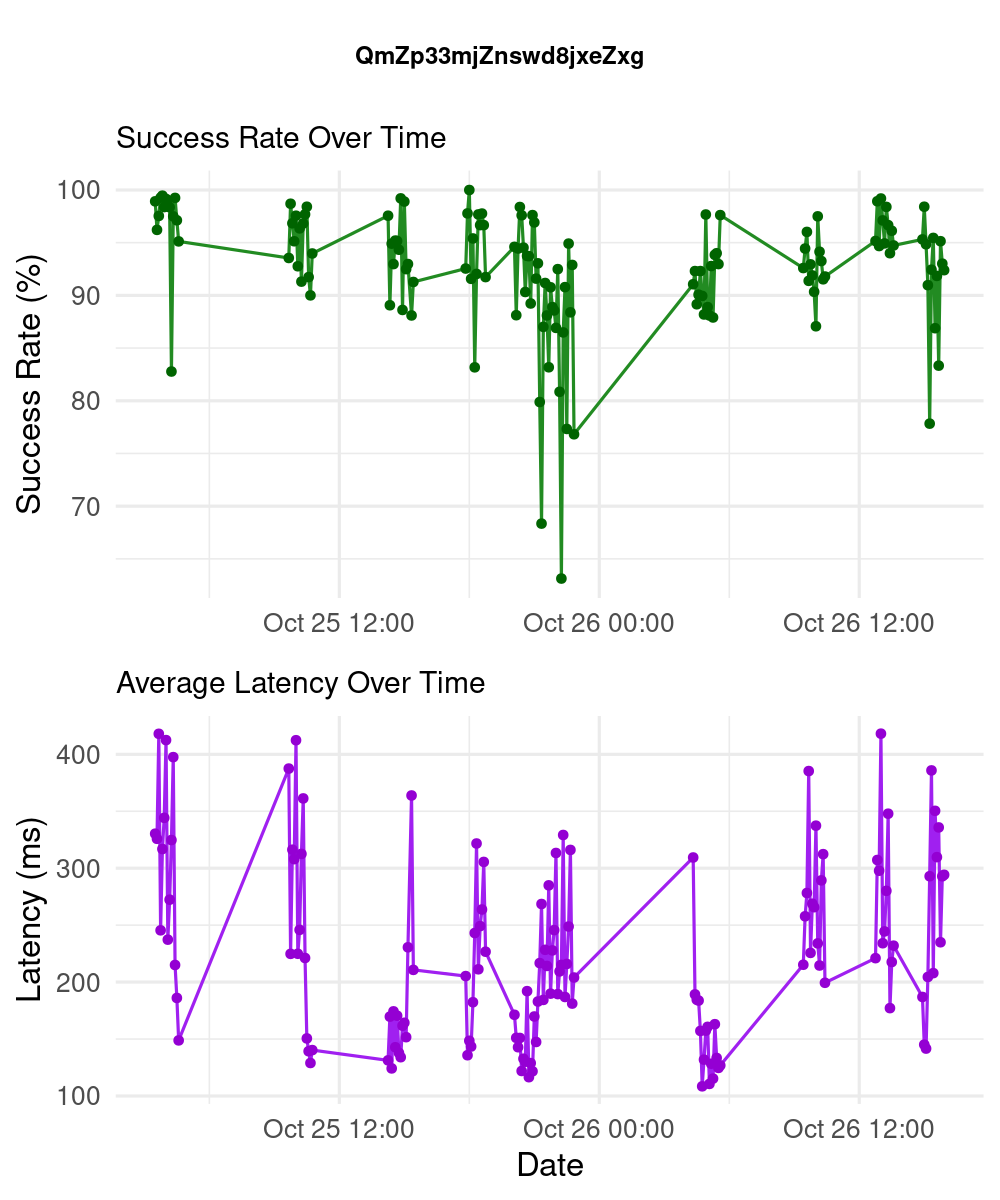 QmZp33mjZnswd8jxeZxg
Success Rate Over Time
Success Rate (%)
100
90
80
70
Oct 25 12:00 Oct 26 00:00 Oct 26 12:00
Average Latency Over Time
Latency (ms)
400
300
200
100
Oct 25 12:00 Oct 26 00:00 Oct 26 12:00
Date